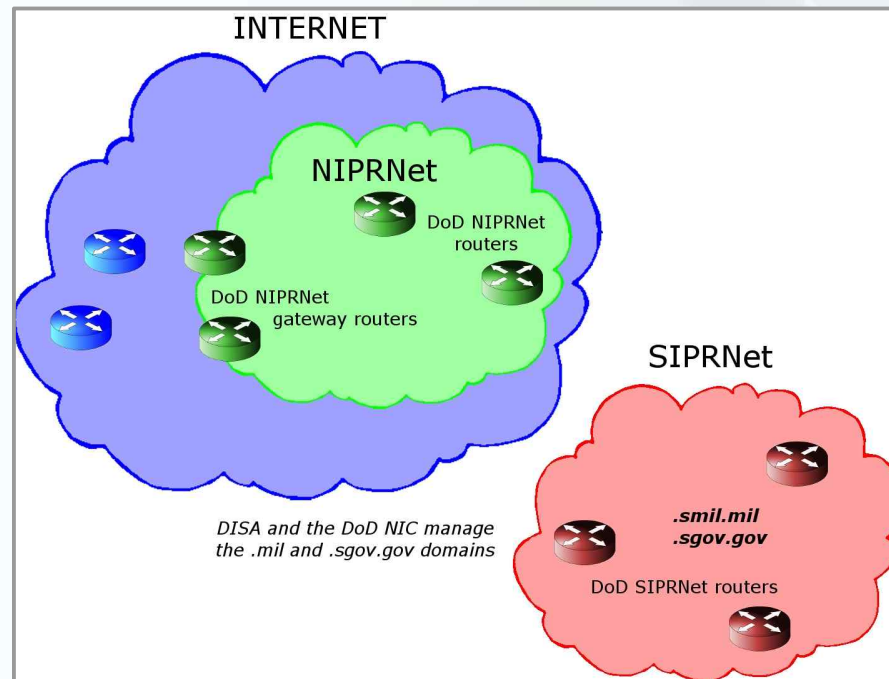 INTERNET
NIPRNet
DoD NIPRNet
routers
DoD NIPRNet
gateway routers
SIPRNet
.smil.mil
.sgov.gov
DoD SIPRNet routers
DISA and the DoD NIC manage
the .mil and .sgov.gov domains